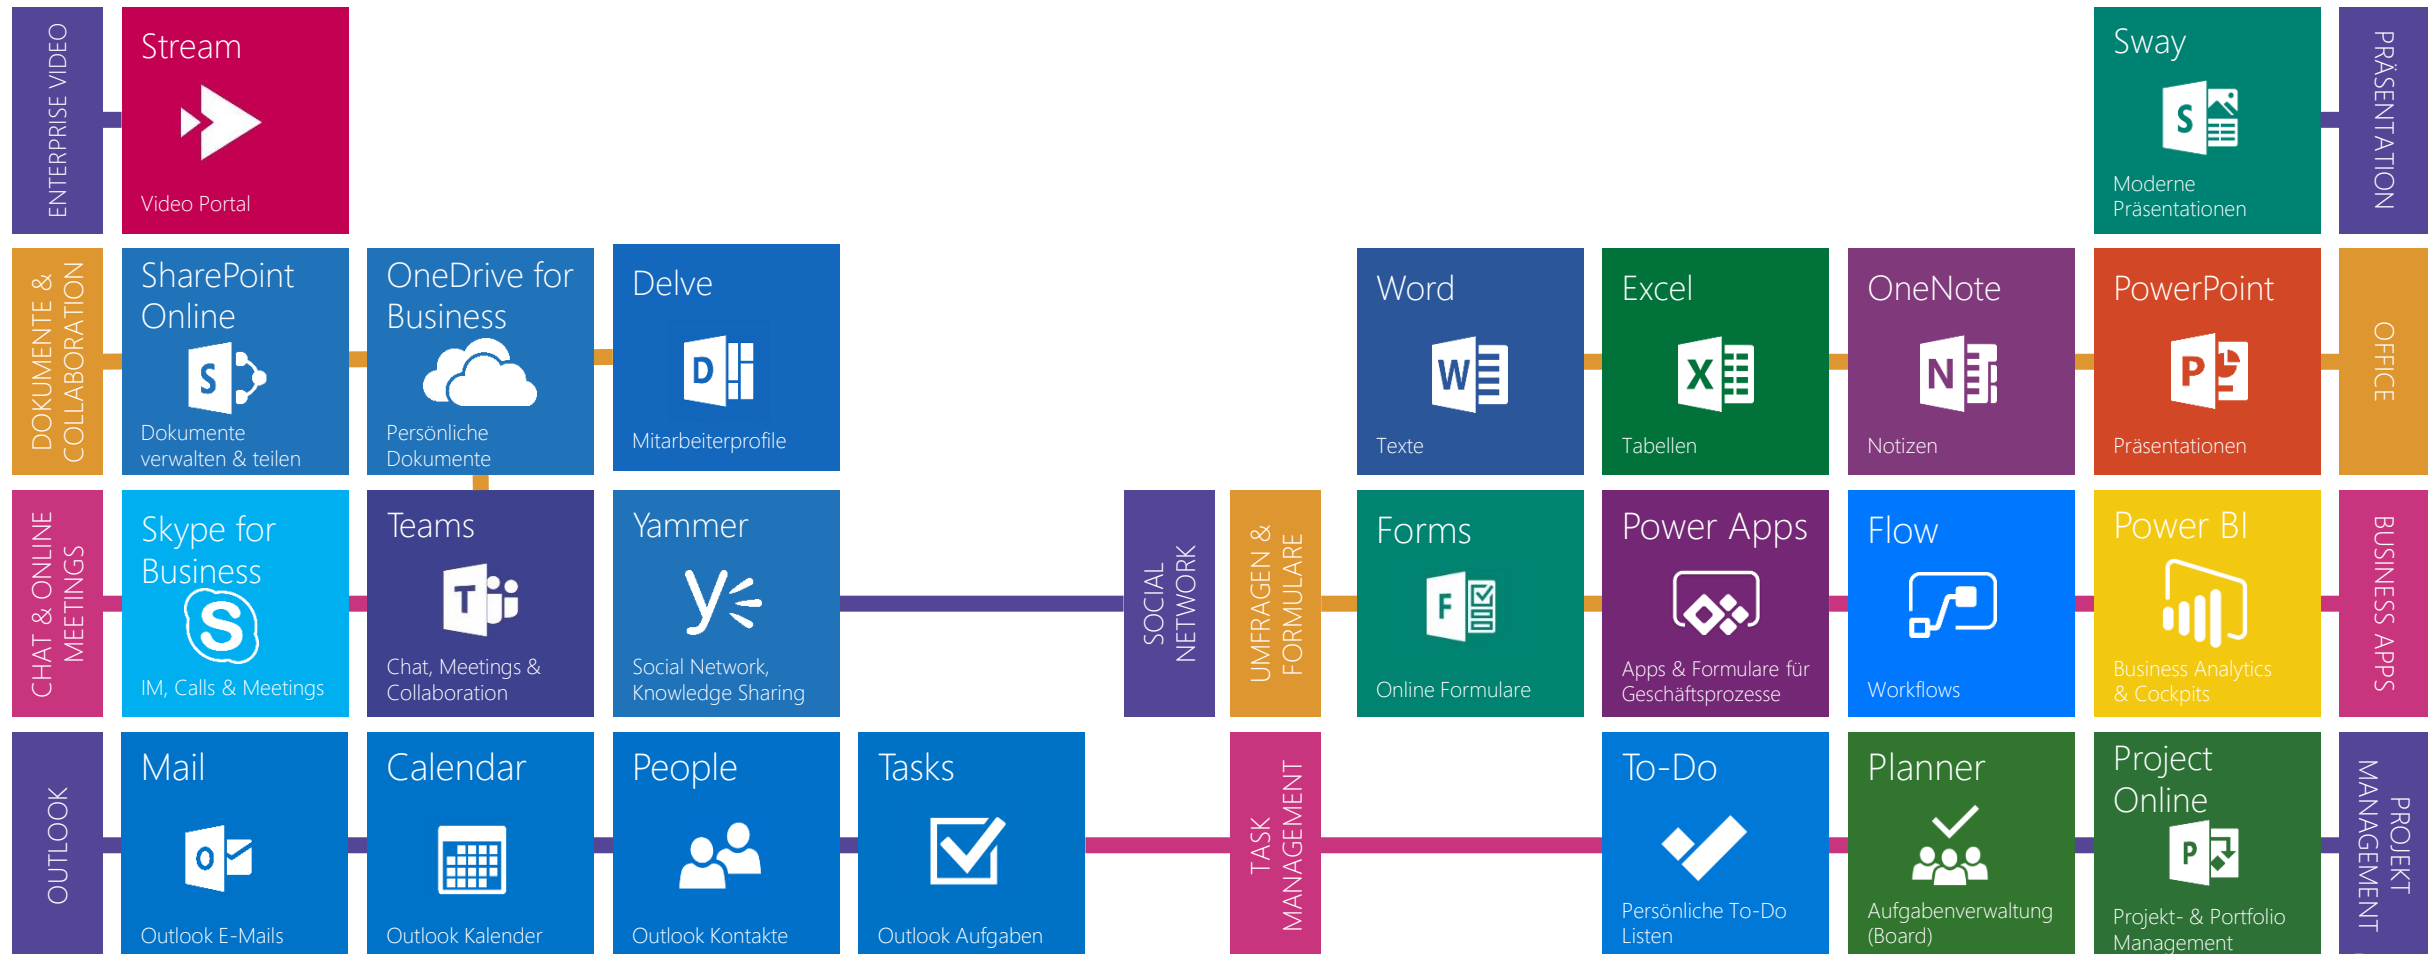 ENTERPRISE VIDEO
Stream
Video Portal
Sway
S
Moderne
Präsentationen
PRÄSENTATION
DOKUMENTE &
COLLABORATION
SharePoint
Online
S
Dokumente
verwalten & teilen
OneDrive for
Business
Persönliche
Dokumente
Delve
D
Mitarbeiterprofile
Word
W
Texte
Excel
X
Tabellen
OneNote
N
Notizen
PowerPoint
P
Präsentationen
OFFICE
CHAT & ONLINE
MEETINGS
Skype for
Business
S
IM, Calls & Meetings
Teams
T
Chat, Meetings &
Collaboration
Yammer
y
Social Network,
Knowledge Sharing
SOCIAL
NETWORK
UMFRAGEN &
FORMULARE
Forms
F
Online Formulare
Power Apps
Apps & Formulare für
Geschäftsprozesse
Flow
Workflows
Power BI
Business Analytics
& Cockpits
BUSINESS APPS
OUTLOOK
Mail
O
Outlook E-Mails
Calendar
Outlook Kalender
People
Outlook Kontakte
Tasks
Outlook Aufgaben
TASK
MANAGEMENT
To-Do
Persönliche To-Do
Listen
Planner
Aufgabenverwaltung
(Board)
Project
Online
P
Projekt- & Portfolio
Management
PROJEKT
MANAGEMENT